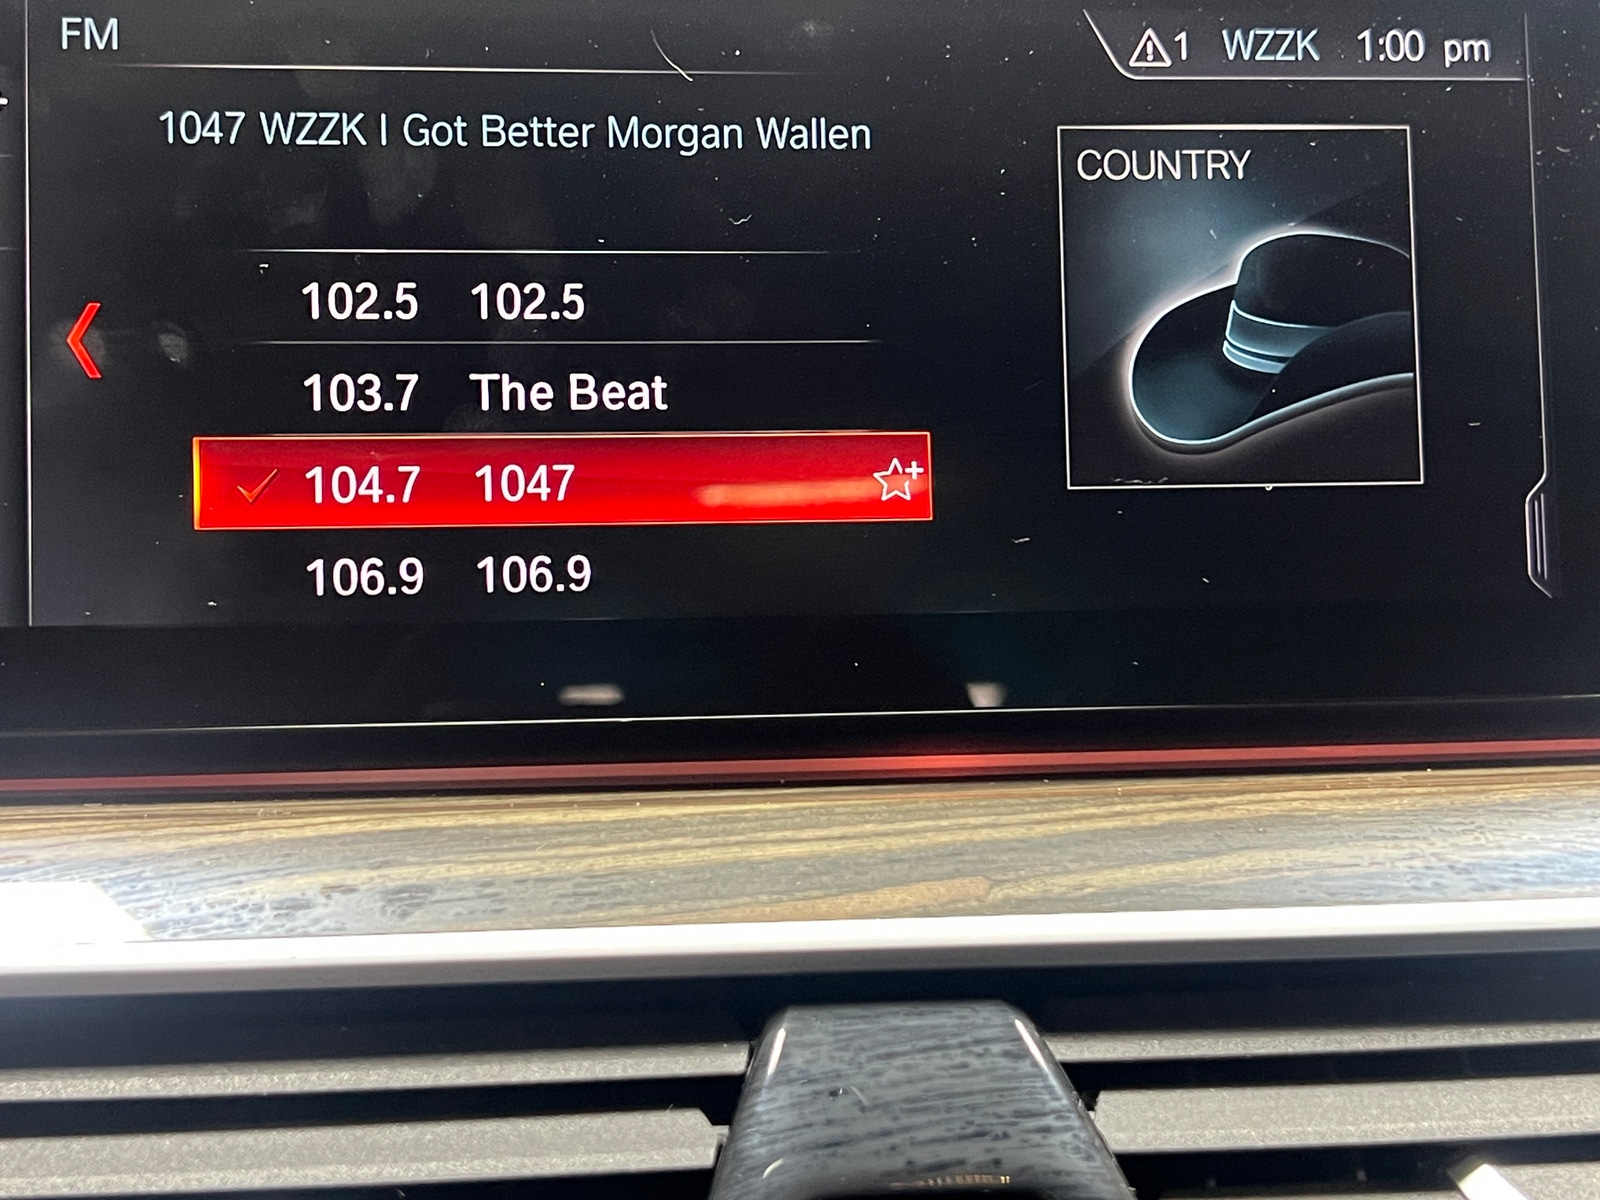 FM
1 WZZK 1:00 pm
1047 WZZK I Got Better Morgan Wallen
COUNTRY
102.5 102.5
103.7 The Beat
104.7 1047
106.9 106.9